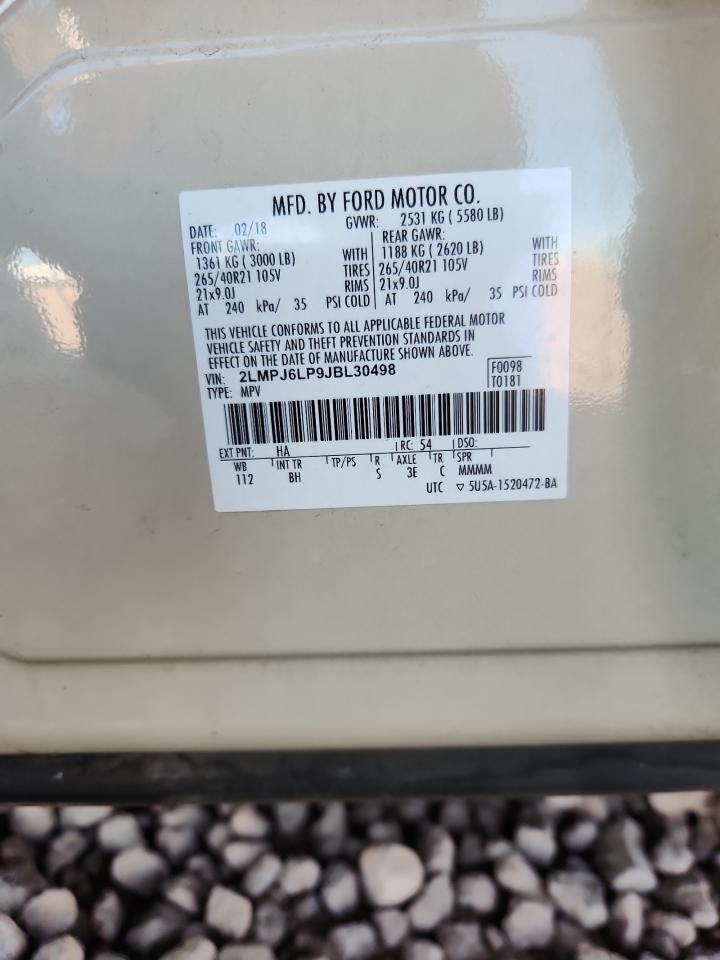 MFD. BY FORD MOTOR CO.
DATE: 02/18 GVWR: 2531 KG ( 5580 LB)
FRONT GAWR: REAR GAWR:
1361 KG ( 3000 LB) WITH 1188 KG ( 2620 LB) WITH
265/40R21 105V TIRES 265/40R21 105V TIRES
21x9.0J RIMS 21x9.0J RIMS
AT 240 kPa/ 35 PSI COLD AT 240 kPa/ 35 PSI COLD
THIS VEHICLE CONFORMS TO ALL APPLICABLE FEDERAL MOTOR
VEHICLE SAFETY AND THEFT PREVENTION STANDARDS IN
EFFECT ON THE DATE OF MANUFACTURE SHOWN ABOVE.
VIN: 2LMPJ6LP9JBL30498 F0098
TYPE: MPV T0181
EXT PNT: HA RC: 54 DSO:
WB INT TR TP/PS R AXLE TR SPR
112 BH S 3E C MMMM
UTC ▽ 5U5A-1520472-BA